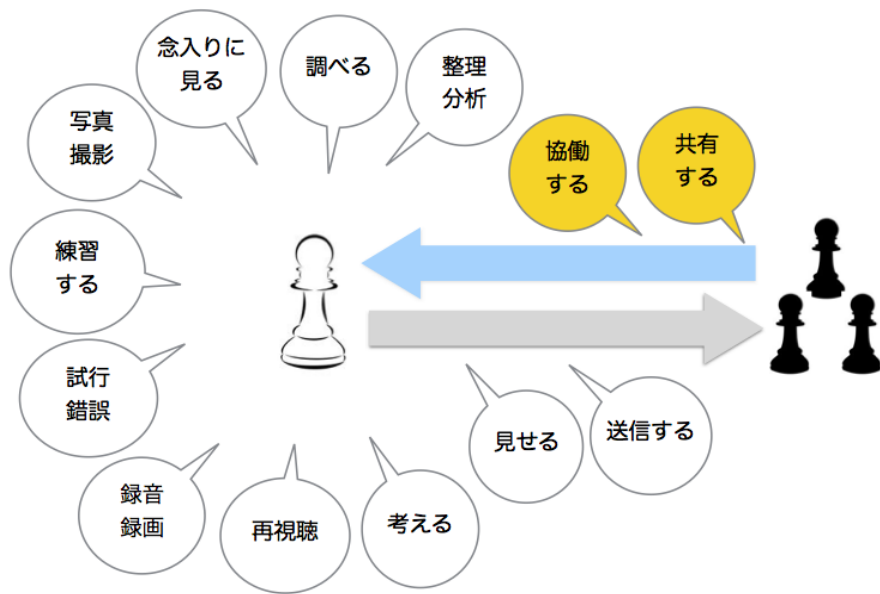 念入りに
見る
調べる
整理
分析
写真
撮影
協働
する
共有
する
練習
する
試行
錯誤
見せる
送信する
録音
録画
再視聴
考える